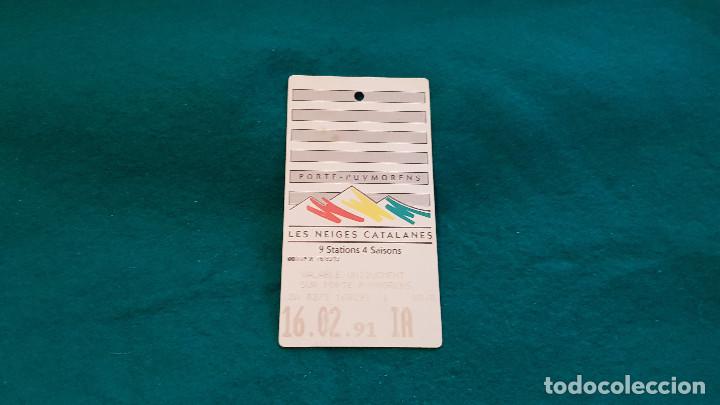 PORTE-PUYMORENS
LES NEIGES CATALANES
9 Stations 4 Saisons
VALABLE UNIQUEMENT
SUR PORTE PUYMORENS
16.02.91 IA
todocoleccion